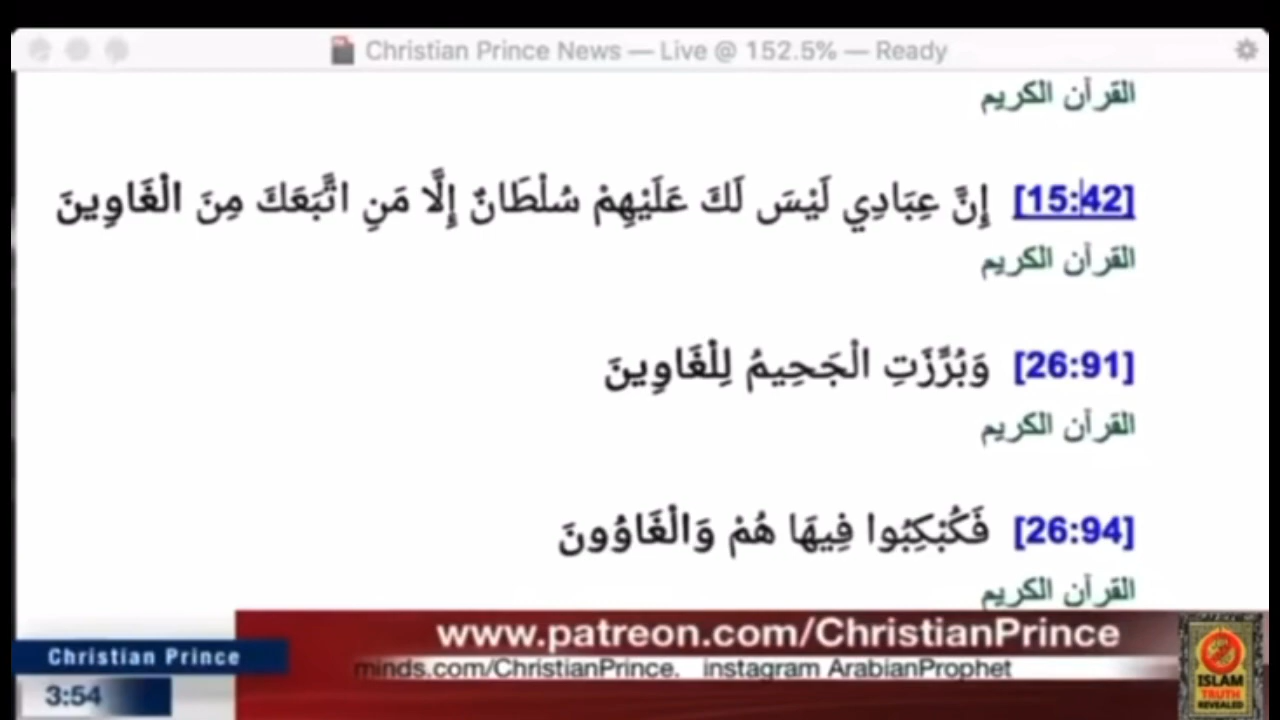 Christian Prince News — Live @ 152.5% — Ready
القرآن الكريم
[15:42] إِنَّ عِبَادِي لَيْسَ لَكَ عَلَيْهِمْ سُلْطَانٌ إِلَّا مَنِ اتَّبَعَكَ مِنَ الْغَاوِينَ
القرآن الكريم
[26:91] وَبُرِّزَتِ الْجَحِيمُ لِلْغَاوِينَ
القرآن الكريم
[26:94] فَكُبْكِبُوا فِيهَا هُمْ وَالْغَاوُونَ
القرآن الكريم
www.patreon.com/ChristianPrince
Christian Prince
minds.com/ChristianPrince. instagram ArabianProphet
3:54
ISLAM
TRUTH
REVEALED